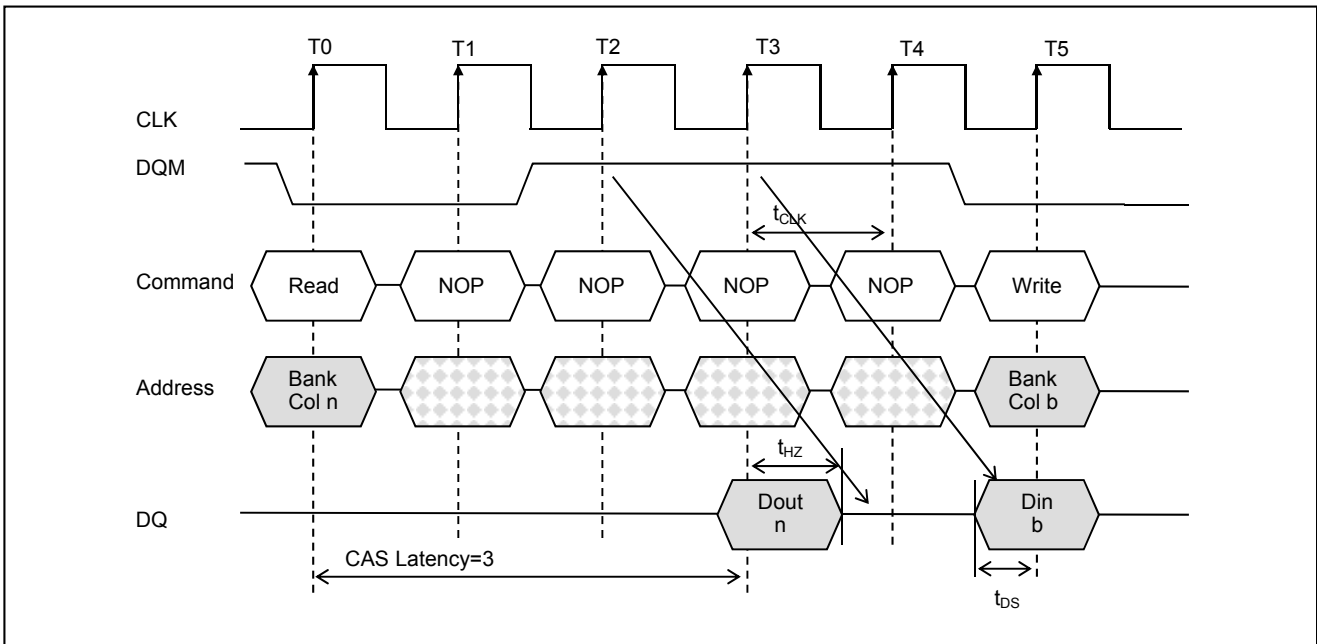 T0 T1 T2 T3 T4 T5
CLK
DQM
tCLK
Command Read NOP NOP NOP NOP Write
Address Bank Col n Bank Col b
tHZ
DQ Dout n Din b
CAS Latency=3
tDS